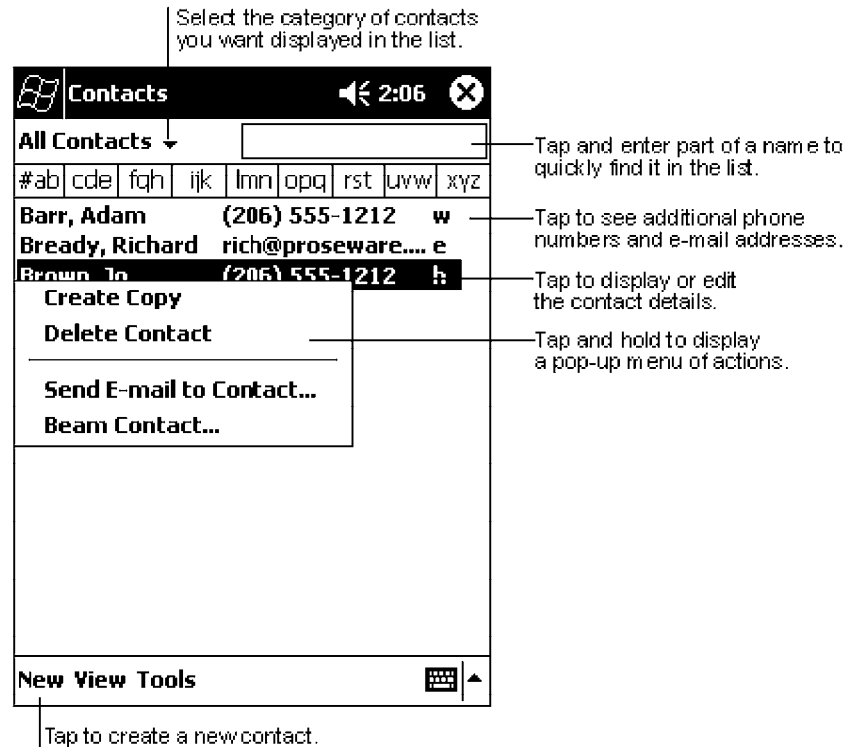 Select the category of contacts
you want displayed in the list.
Contacts 2:06
All Contacts
Tap and enter part of a name to
quickly find it in the list.
#ab cde fgh ijk lmn opq rst uvw xyz
Barr, Adam (206) 555-1212 w
Tap to see additional phone
numbers and e-mail addresses.
Bready, Richard rich@proseware.... e
Brown, Jo (206) 555-1212 h
Tap to display or edit
the contact details.
Create Copy
Delete Contact
Tap and hold to display
a pop-up menu of actions.
Send E-mail to Contact...
Beam Contact...
New View Tools
Tap to create a new contact.